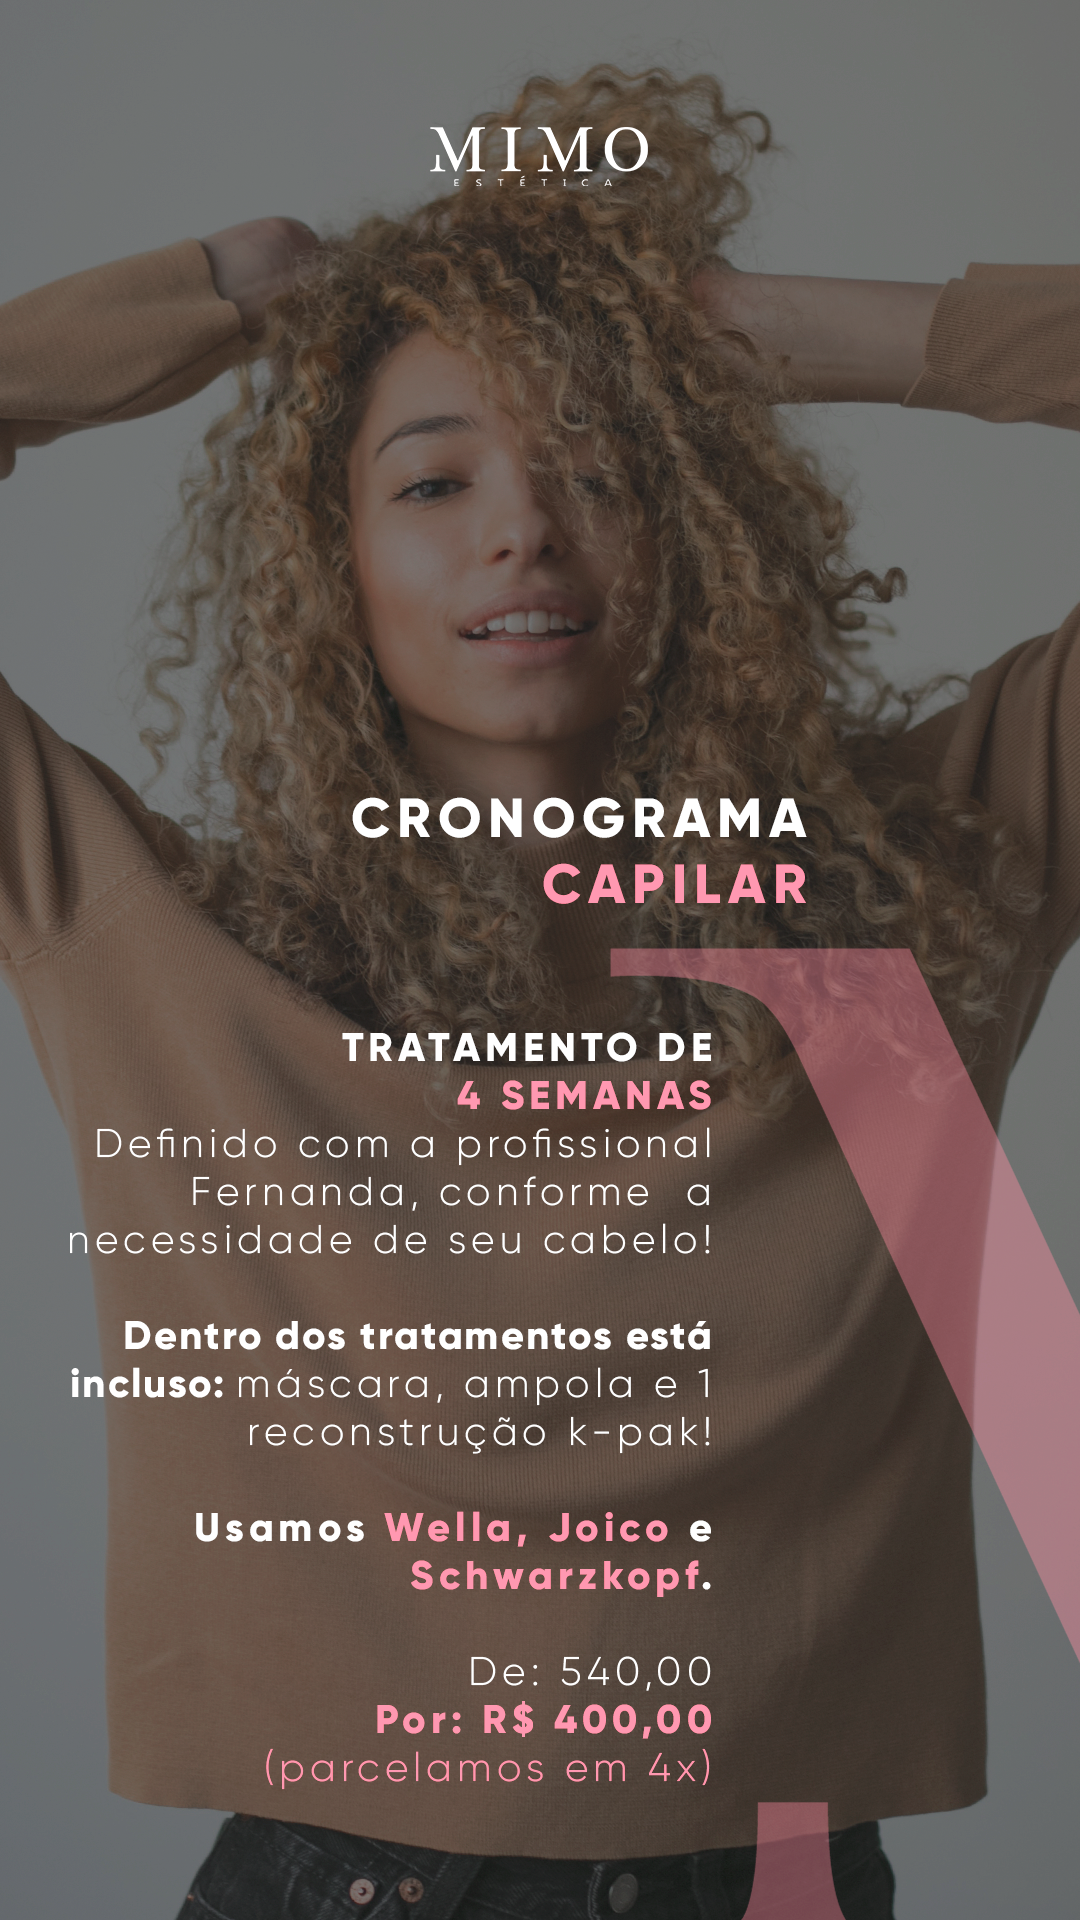 MIMO
ESTÉTICA
CRONOGRAMA
CAPILAR
TRATAMENTO DE
4 SEMANAS
Definido com a profissional
Fernanda, conforme  a
necessidade de seu cabelo!
Dentro dos tratamentos está
incluso: máscara, ampola e 1
reconstrução k-pak!
Usamos Wella, Joico e
Schwarzkopf.
De: 540,00
Por: R$ 400,00
(parcelamos em 4x)